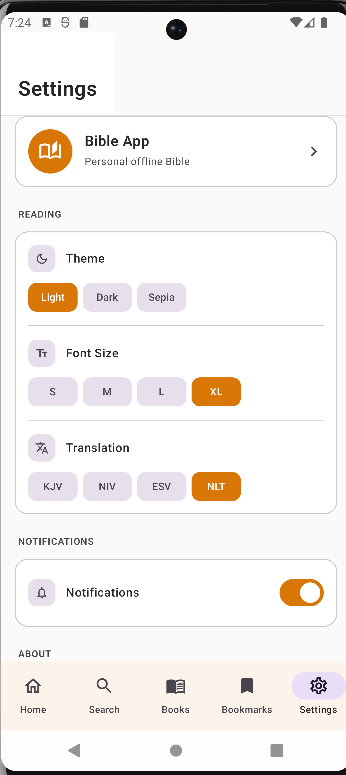 7:24
Settings
Bible App
Personal offline Bible
READING
Theme
Light Dark Sepia
Tт Font Size
S M L XL
Translation
KJV NIV ESV NLT
NOTIFICATIONS
Notifications
ABOUT
Home Search Books Bookmarks Settings